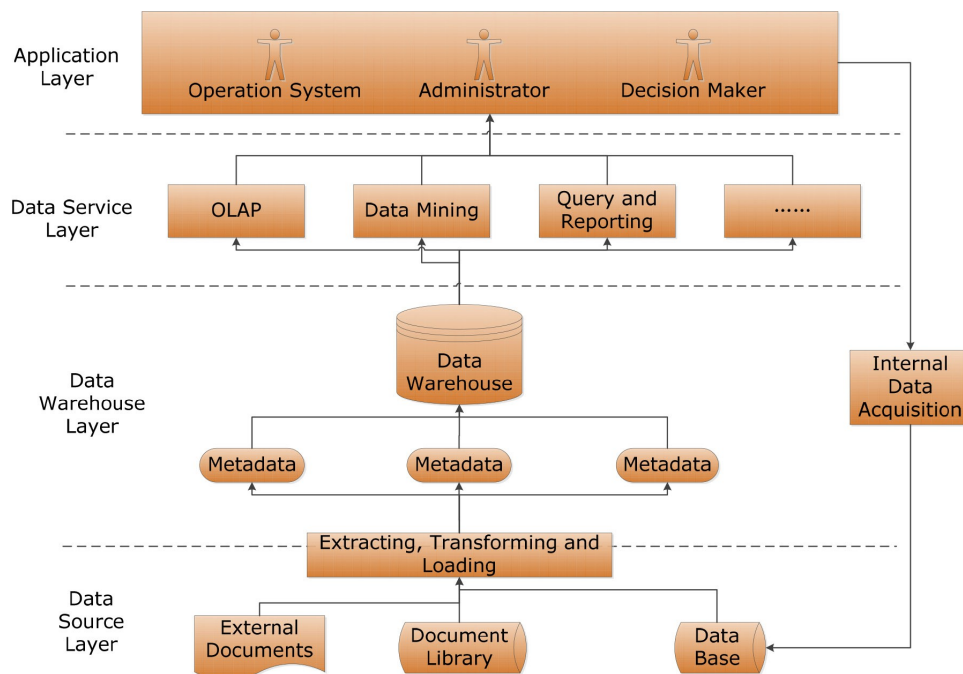 Application
Layer
Operation System
Administrator
Decision Maker
Data Service
Layer
OLAP
Data Mining
Query and
Reporting
......
Data
Warehouse
Layer
Data
Warehouse
Internal
Data
Acquisition
Metadata
Metadata
Metadata
Extracting, Transforming and
Loading
Data
Source
Layer
External
Documents
Document
Library
Data
Base